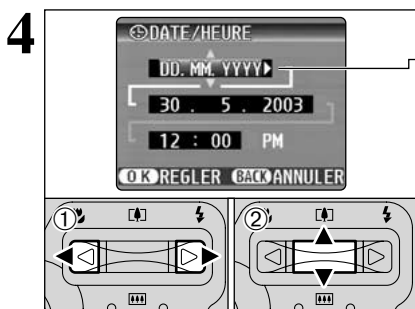 4
DATE/HEURE
DD. MM. YYYY
30 . 5 . 2003
12 : 00 PM
OK REGLER BACK ANNULER
① ②